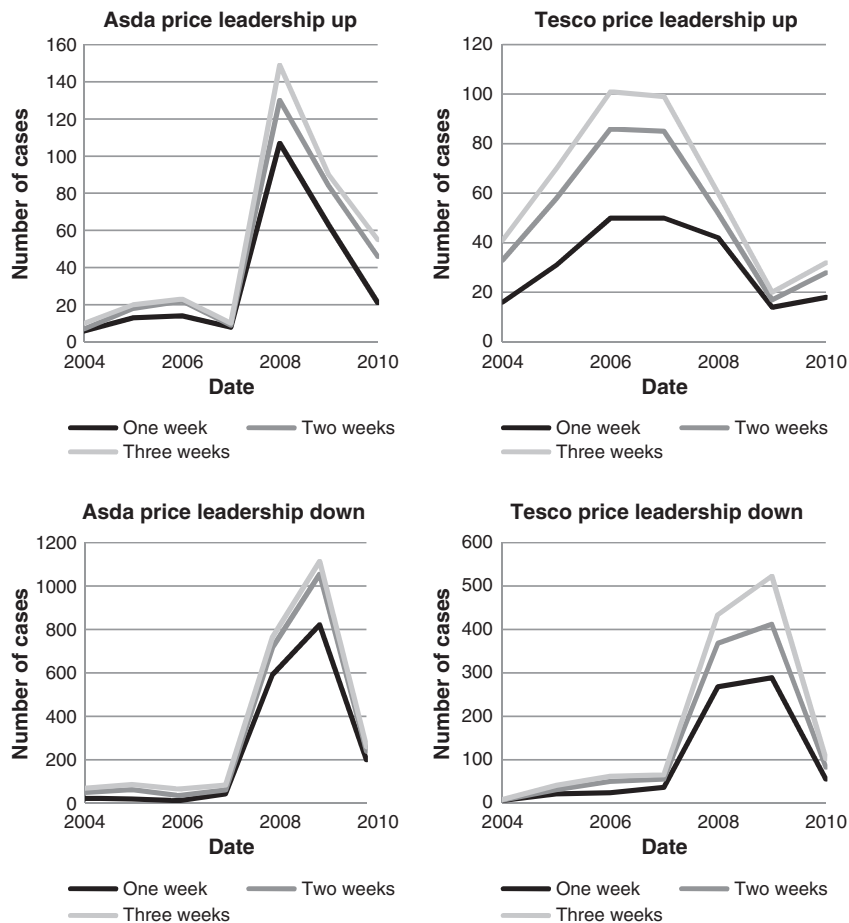 Asda price leadership up
160
140
120
100
80
60
40
20
0
Number of cases
2004 2006 2008 2010
Date
One week Two weeks
Three weeks
Tesco price leadership up
120
100
80
60
40
20
0
Number of cases
2004 2006 2008 2010
Date
One week Two weeks
Three weeks
Asda price leadership down
1200
1000
800
600
400
200
0
Number of cases
2004 2006 2008 2010
Date
One week Two weeks
Three weeks
Tesco price leadership down
600
500
400
300
200
100
0
Number of cases
2004 2006 2008 2010
Date
One week Two weeks
Three weeks